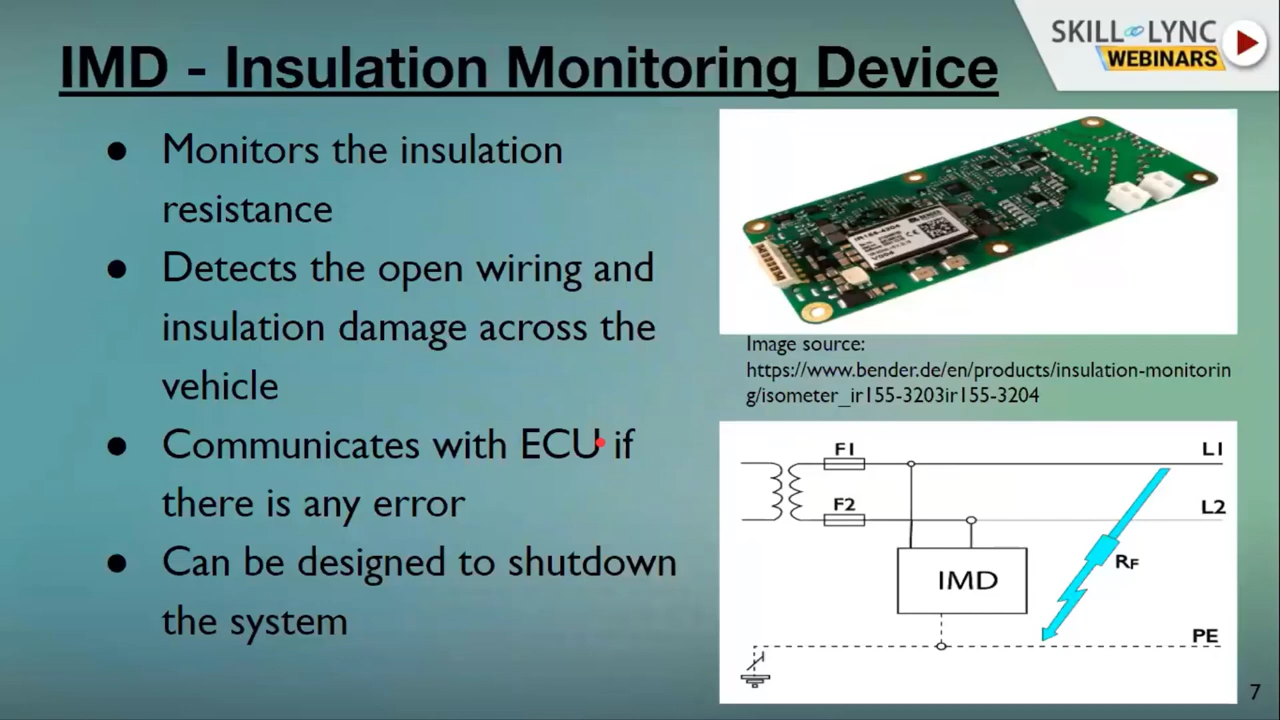 IMD - Insulation Monitoring Device
SKILL LYNC
WEBINARS
● Monitors the insulation
resistance
● Detects the open wiring and
insulation damage across the
vehicle
● Communicates with ECU if
there is any error
● Can be designed to shutdown
the system
Image source:
https://www.bender.de/en/products/insulation-monitorin
g/isometer_ir155-3203ir155-3204
F1
L1
F2
L2
IMD
RF
PE
7